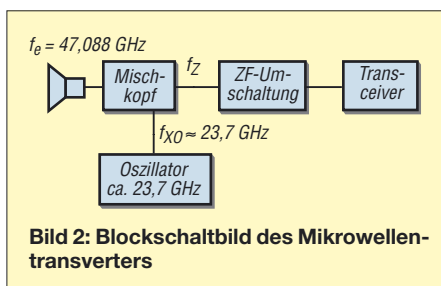 fe = 47,088 GHz
Misch-
kopf
fZ
ZF-Um-
schaltung
Trans-
ceiver
fXO ≈ 23,7 GHz
Oszillator
ca. 23,7 GHz
Bild 2: Blockschaltbild des Mikrowellen-
transverters